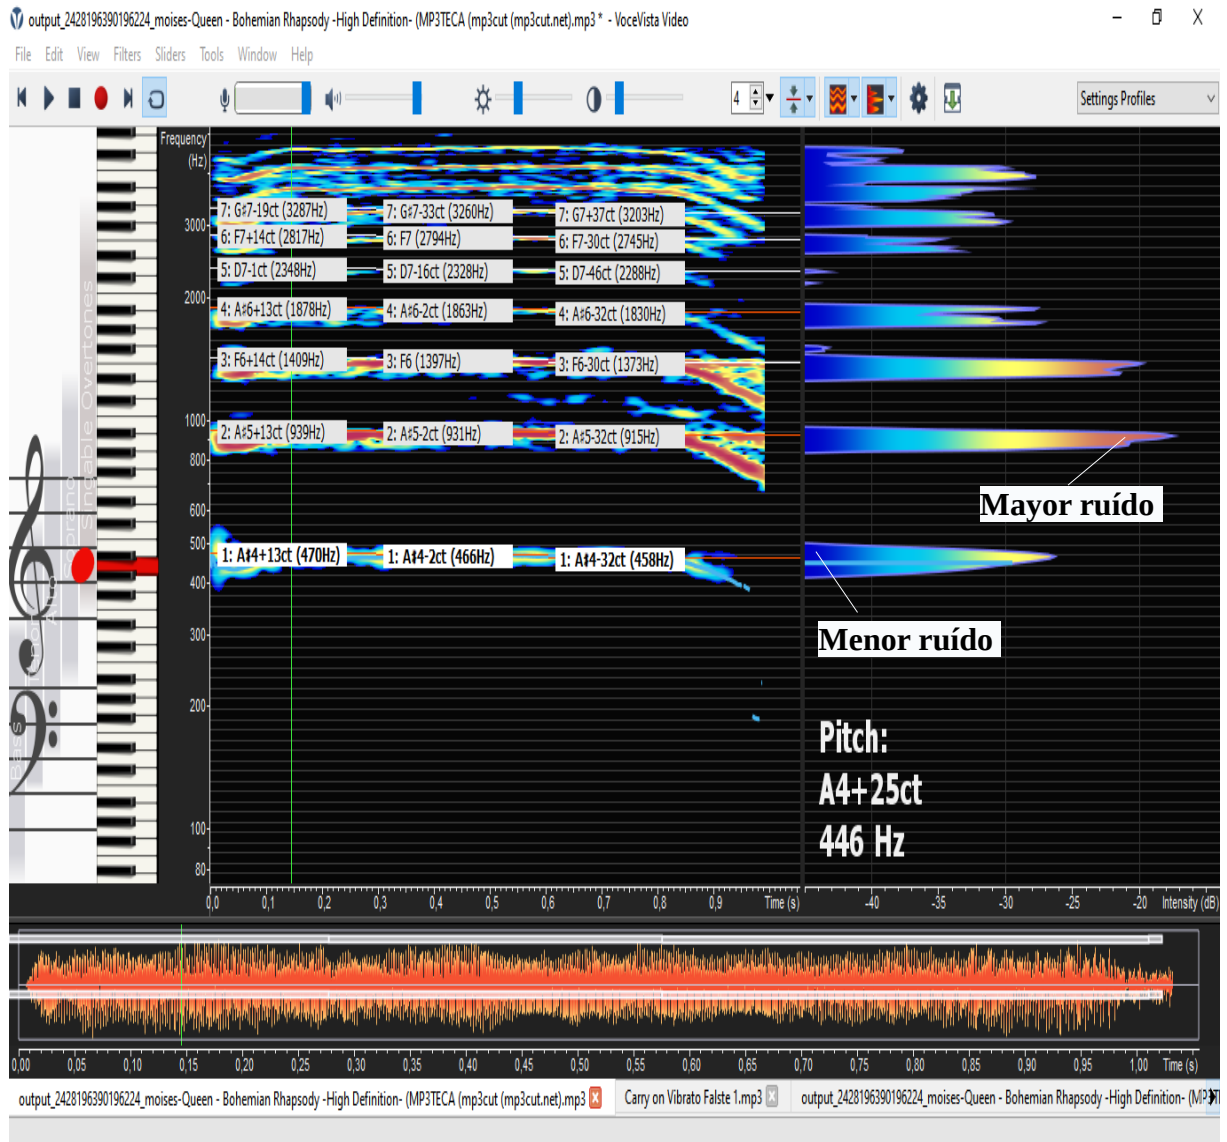 output_2428196390196224_moises-Queen - Bohemian Rhapsody -High Definition- (MP3TECA (mp3cut (mp3cut.net).mp3 * - VoceVista Video
File Edit View Filters Sliders Tools Window Help
4
Settings Profiles
Frequency
(Hz)
3000
2000
1000
800
600
500
400
300
200
100
80
7: G♯7-19ct (3287Hz) 7: G♯7-33ct (3260Hz) 7: G7+37ct (3203Hz)
6: F7+14ct (2817Hz) 6: F7 (2794Hz) 6: F7-30ct (2745Hz)
5: D7-1ct (2348Hz) 5: D7-16ct (2328Hz) 5: D7-46ct (2288Hz)
4: A♯6+13ct (1878Hz) 4: A♯6-2ct (1863Hz) 4: A♯6-32ct (1830Hz)
3: F6+14ct (1409Hz) 3: F6 (1397Hz) 3: F6-30ct (1373Hz)
2: A♯5+13ct (939Hz) 2: A♯5-2ct (931Hz) 2: A♯5-32ct (915Hz)
1: A♯4+13ct (470Hz) 1: A♯4-2ct (466Hz) 1: A♯4-32ct (458Hz)
Singable Overtones
Soprano
Alto
Tenor
Bass
Mayor ruído
Menor ruído
Pitch:
A4+25ct
446 Hz
0,0 0,1 0,2 0,3 0,4 0,5 0,6 0,7 0,8 0,9 Time (s)
-40 -35 -30 -25 -20 Intensity (dB)
0,00 0,05 0,10 0,15 0,20 0,25 0,30 0,35 0,40 0,45 0,50 0,55 0,60 0,65 0,70 0,75 0,80 0,85 0,90 0,95 1,00 Time (s)
output_2428196390196224_moises-Queen - Bohemian Rhapsody -High Definition- (MP3TECA (mp3cut (mp3cut.net).mp3
Carry on Vibrato Falste 1.mp3
output_2428196390196224_moises-Queen - Bohemian Rhapsody -High Definition- (MP3T